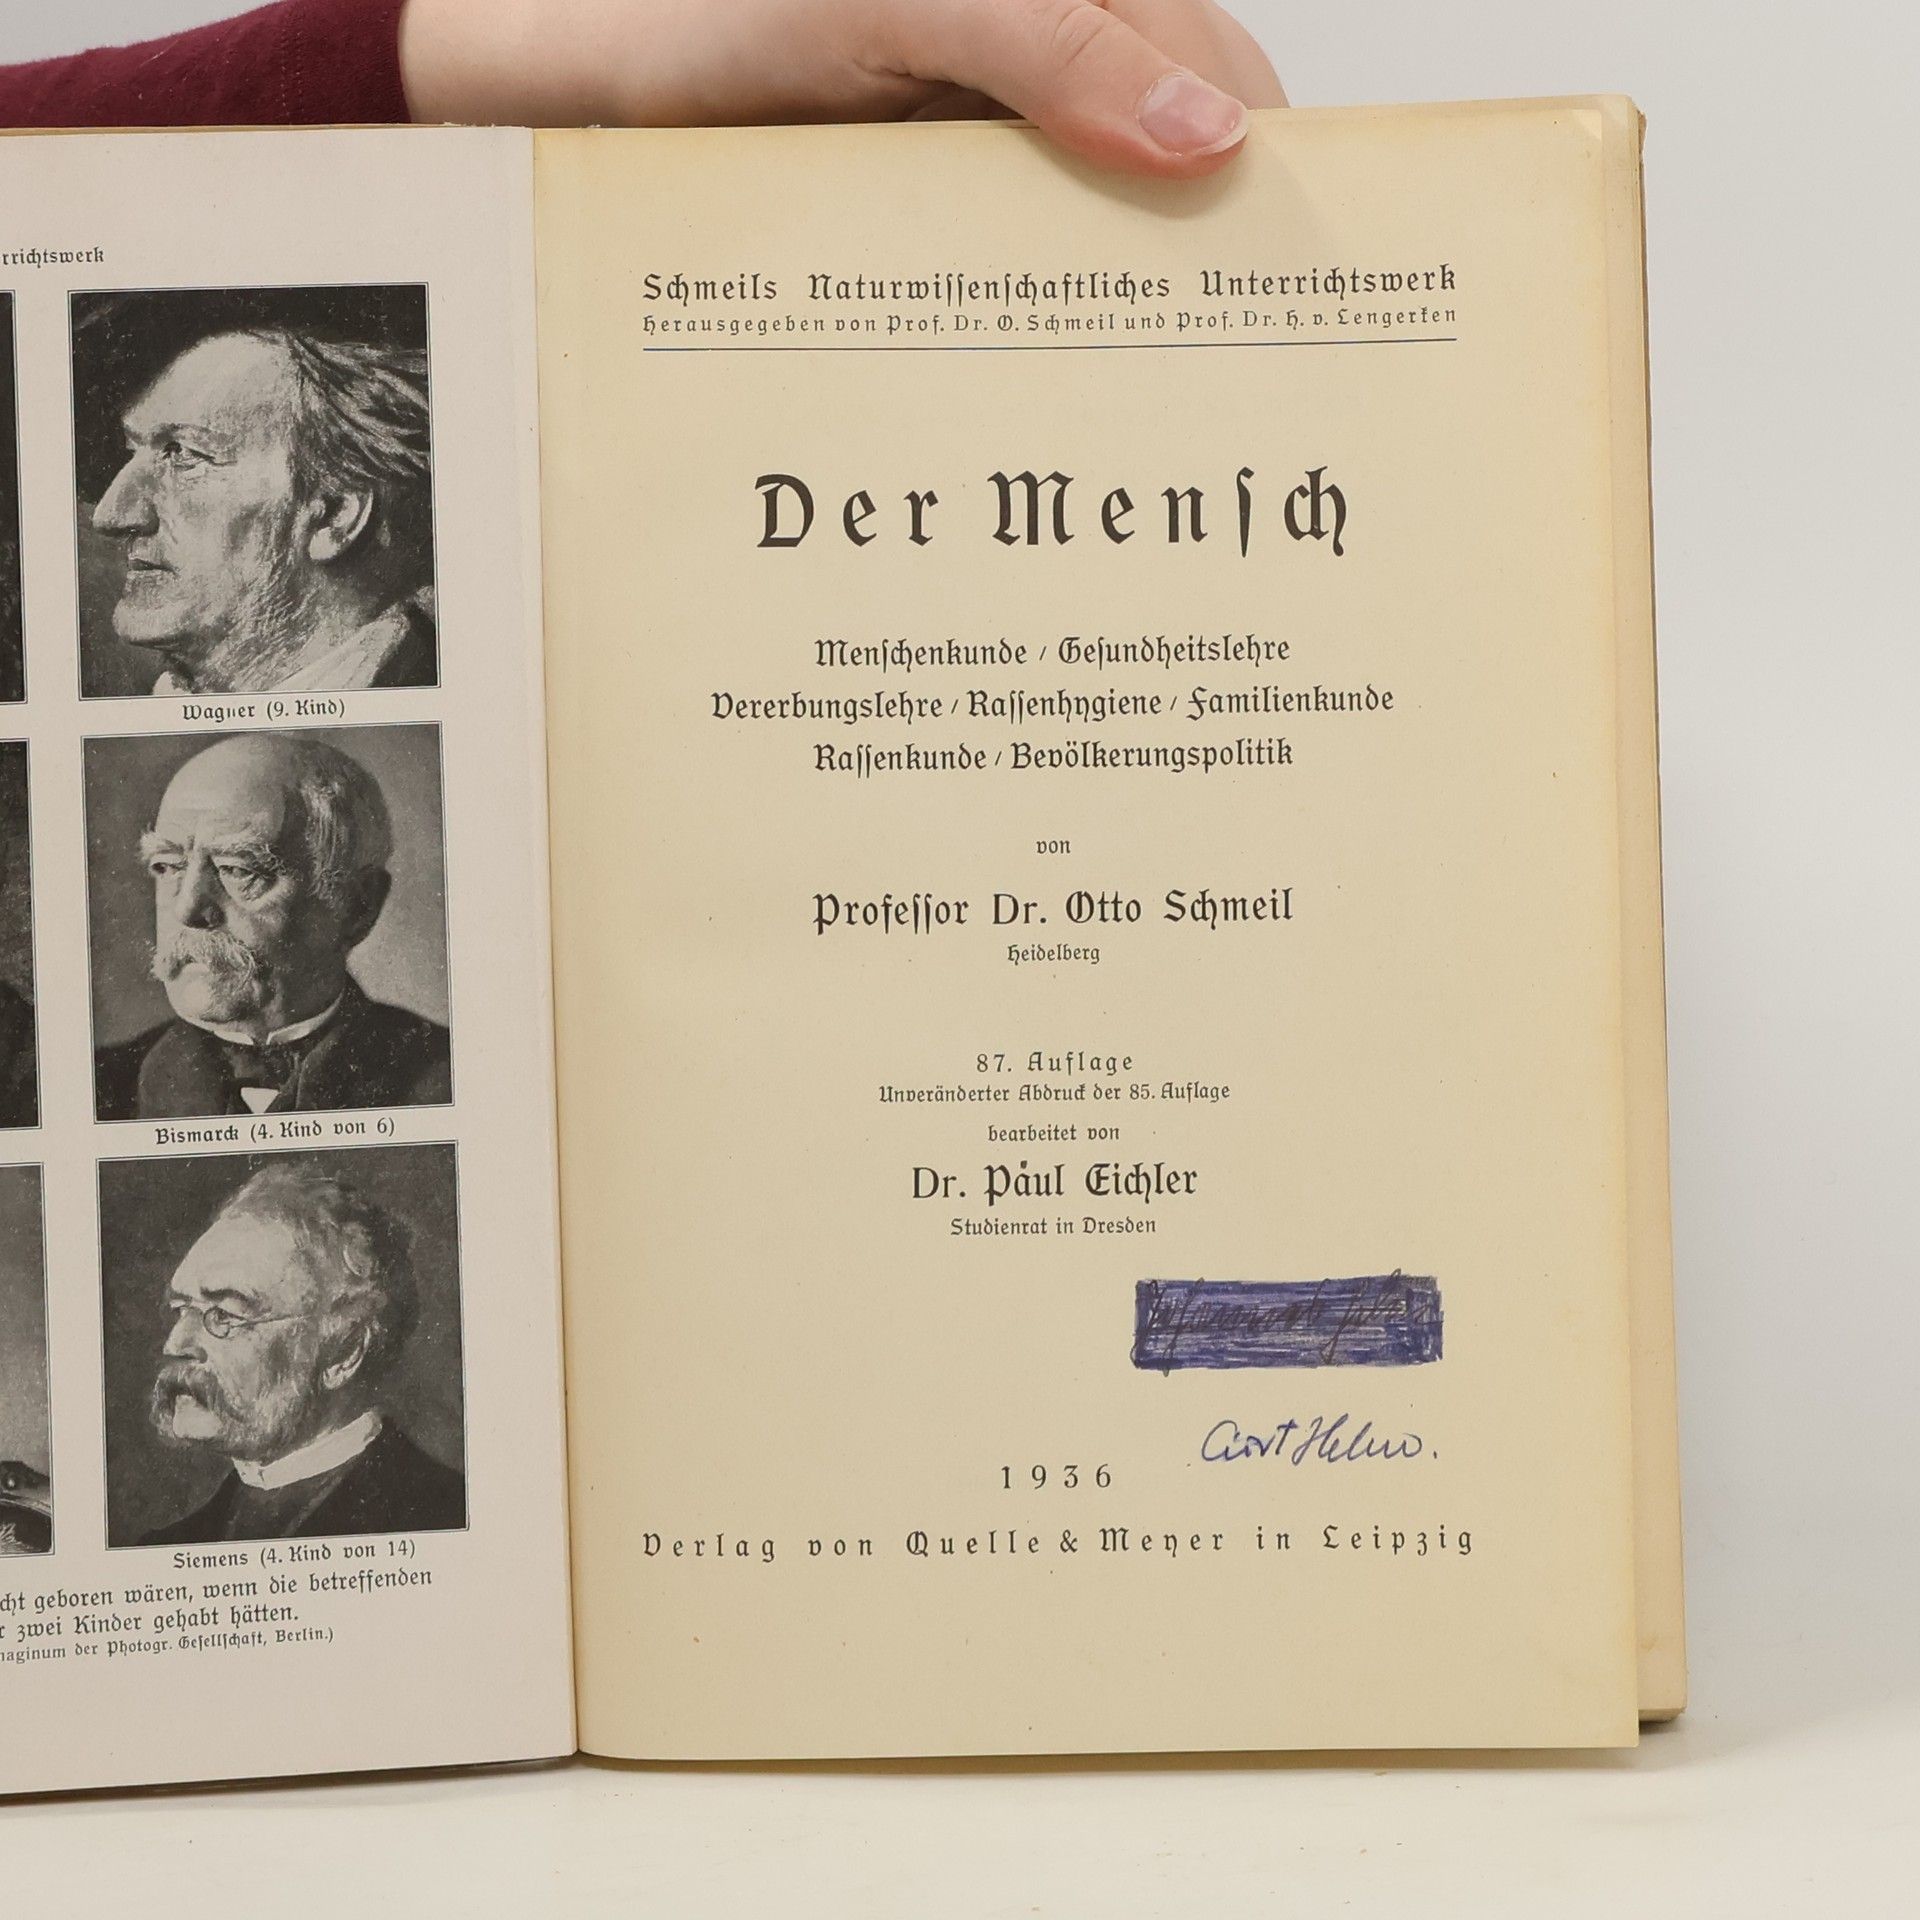 rrichtswerk
Wagner (9. Kind)
Bismarck (4. Kind von 6)
Siemens (4. Kind von 14)
cht geboren wären, wenn die betreffenden
r zwei Kinder gehabt hätten.
maginum der Photogr. Gesellschaft, Berlin.)
Schmeils Naturwiſſenſchaftliches Unterrichtswerk
Herausgegeben von Prof. Dr. O. Schmeil und Prof. Dr. H. v. Lengerken
Der Menſch
Menſchenkunde / Geſundheitslehre
Vererbungslehre / Raſſenhygiene / Familienkunde
Raſſenkunde / Bevölkerungspolitik
von
Profeſſor Dr. Otto Schmeil
Heidelberg
87. Auflage
Unveränderter Abdruck der 85. Auflage
bearbeitet von
Dr. Paul Eichler
Studienrat in Dresden
1936
Verlag von Quelle & Meyer in Leipzig